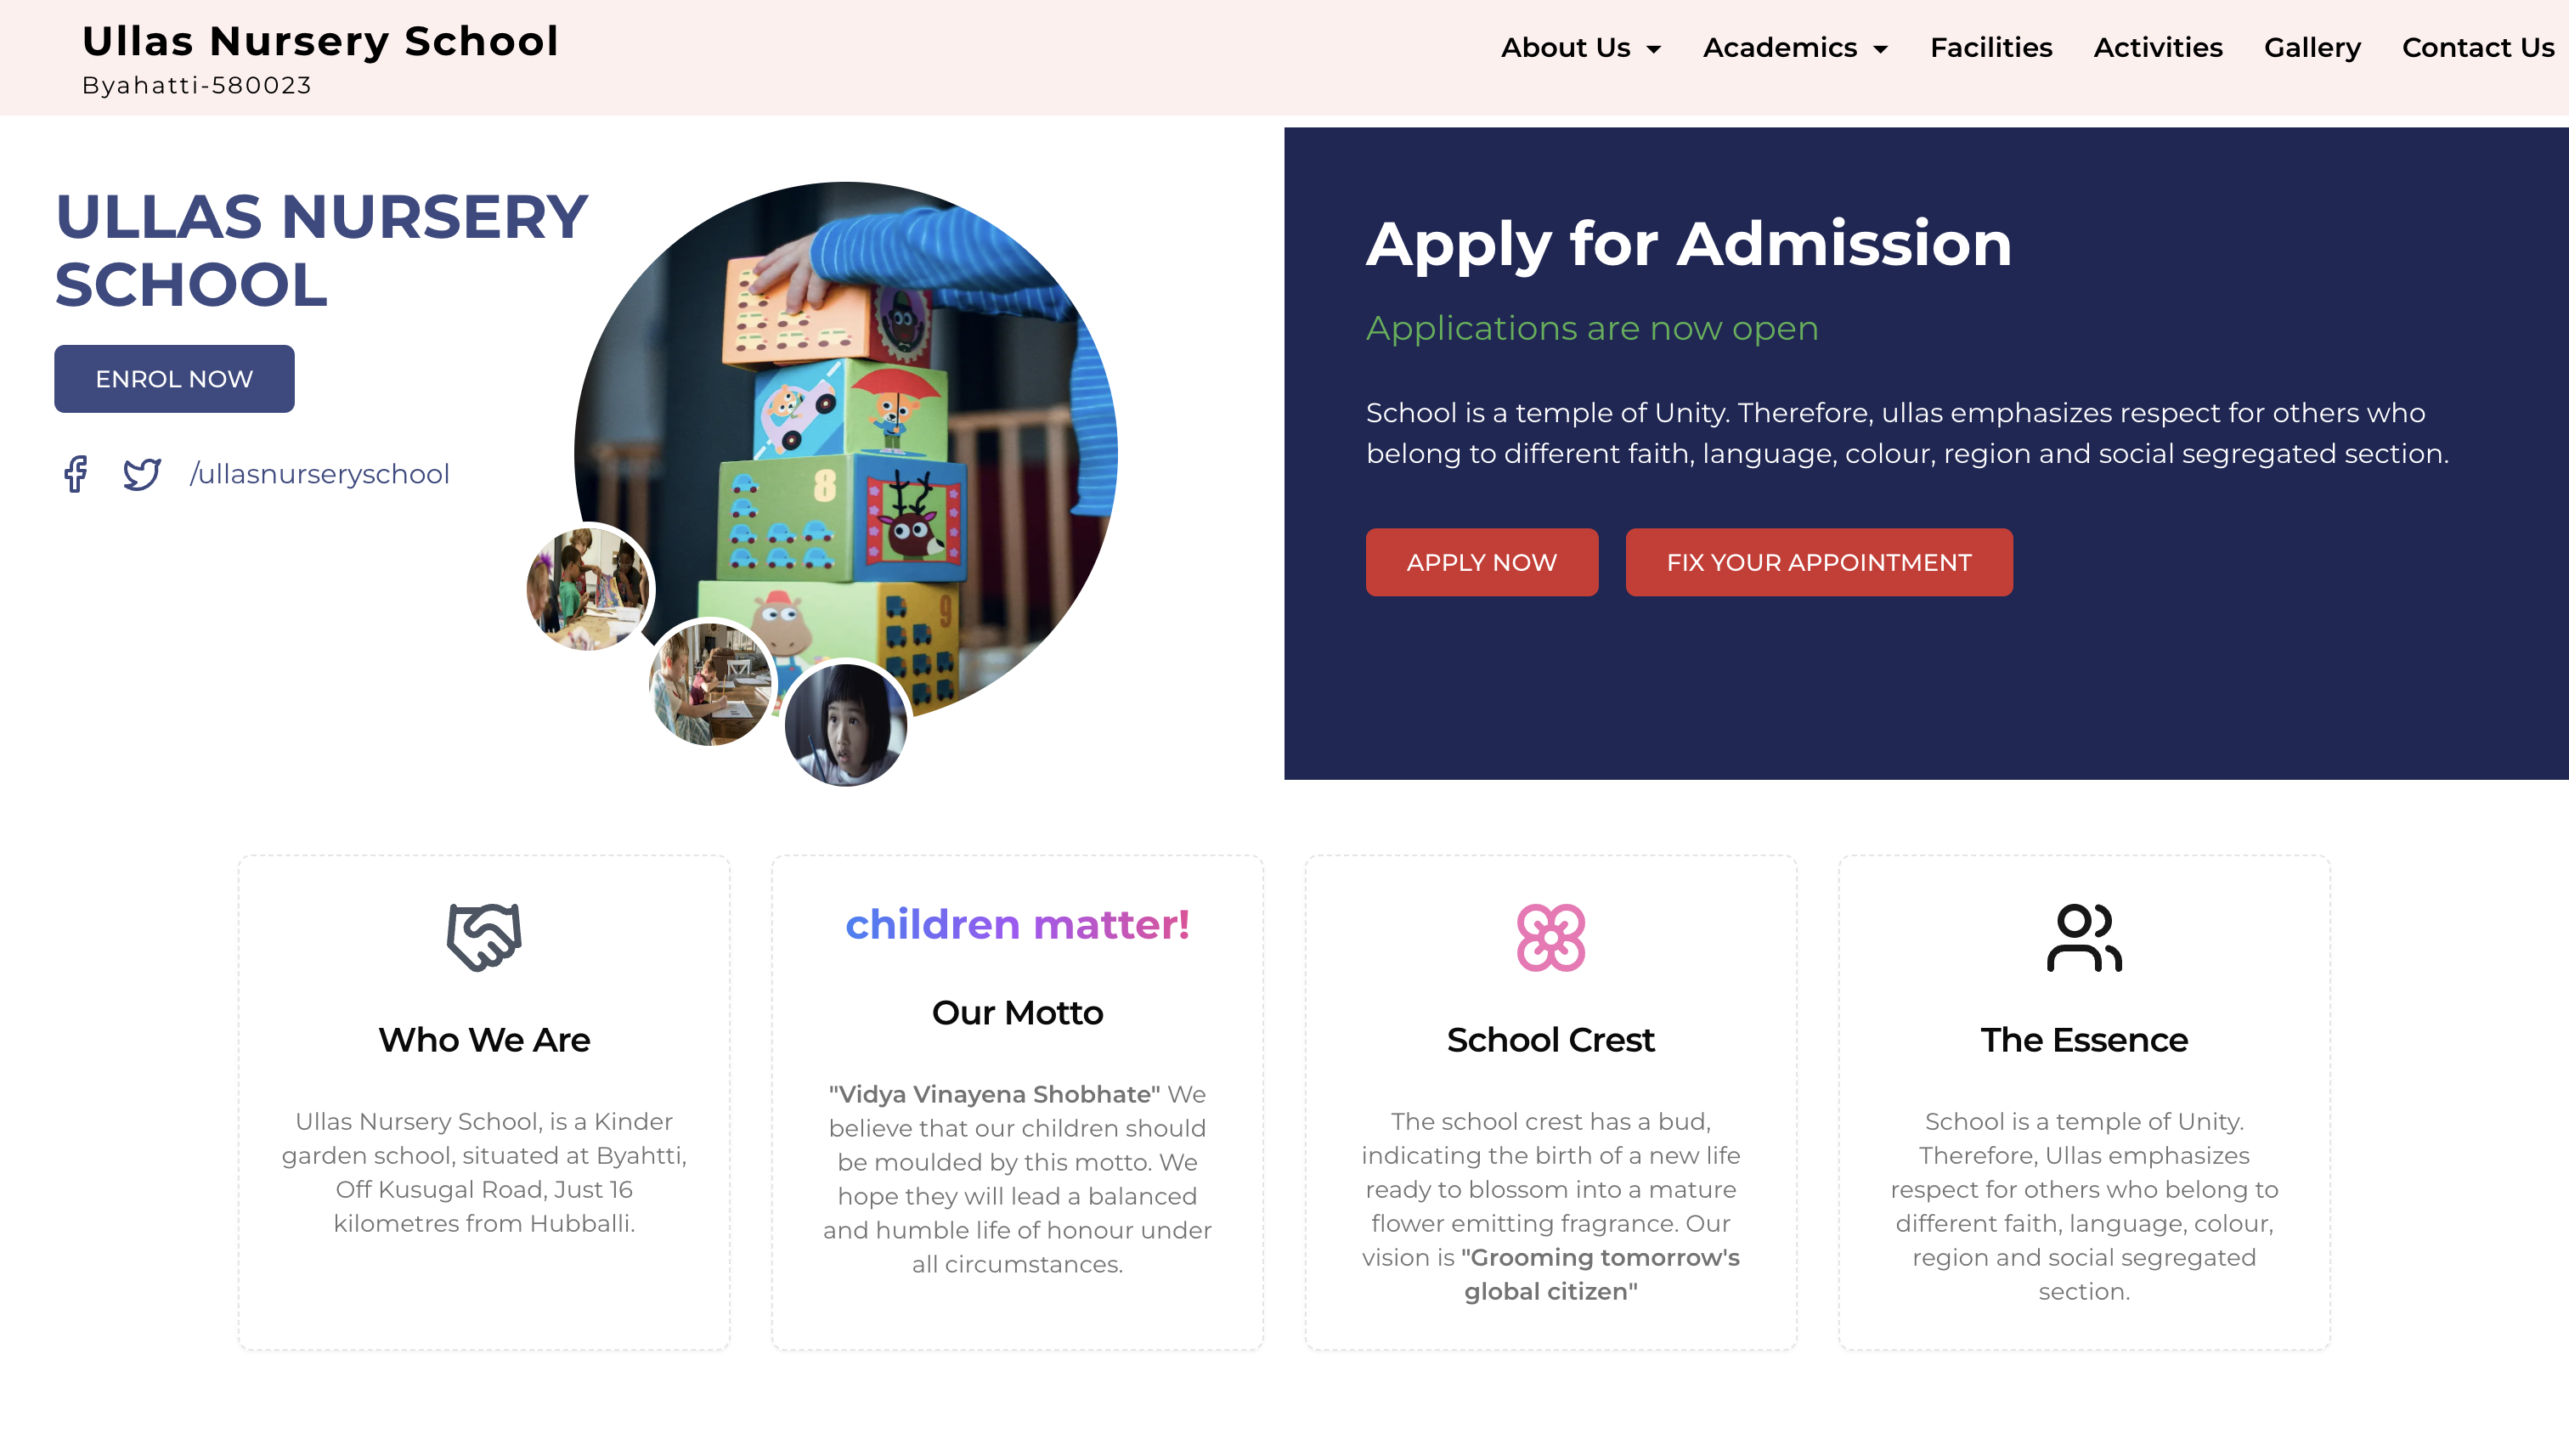 Ullas Nursery School
Byahatti-580023
About Us
Academics
Facilities
Activities
Gallery
Contact Us
ULLAS NURSERY
SCHOOL
ENROL NOW
/ullasnurseryschool
8
9
Apply for Admission
Applications are now open
School is a temple of Unity. Therefore, ullas emphasizes respect for others who
belong to different faith, language, colour, region and social segregated section.
APPLY NOW
FIX YOUR APPOINTMENT
Who We Are
Ullas Nursery School, is a Kinder
garden school, situated at Byahtti,
Off Kusugal Road, Just 16
kilometres from Hubballi.
children matter!
Our Motto
"Vidya Vinayena Shobhate" We
believe that our children should
be moulded by this motto. We
hope they will lead a balanced
and humble life of honour under
all circumstances.
School Crest
The school crest has a bud,
indicating the birth of a new life
ready to blossom into a mature
flower emitting fragrance. Our
vision is "Grooming tomorrow's
global citizen"
The Essence
School is a temple of Unity.
Therefore, Ullas emphasizes
respect for others who belong to
different faith, language, colour,
region and social segregated
section.